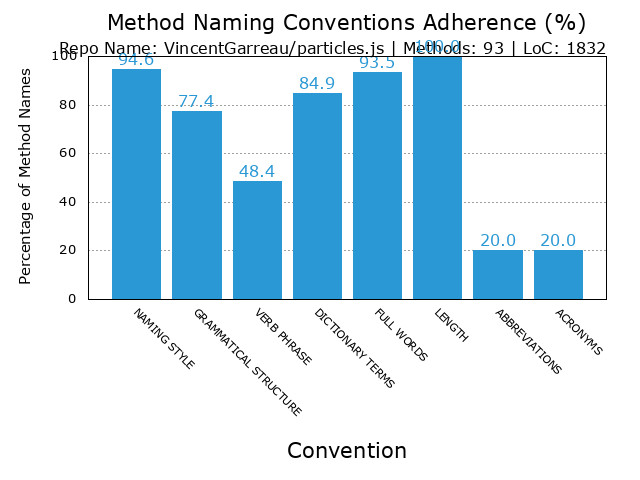 Method Naming Conventions Adherence (%)
Repo Name: VincentGarreau/particles.js | Methods: 93 | LoC: 1832
Percentage of Method Names
100
80
60
40
20
0
94.6
77.4
48.4
84.9
93.5
100.0
20.0
20.0
NAMING STYLE
GRAMMATICAL STRUCTURE
VERB PHRASE
DICTIONARY TERMS
FULL WORDS
LENGTH
ABBREVIATIONS
ACRONYMS
Convention